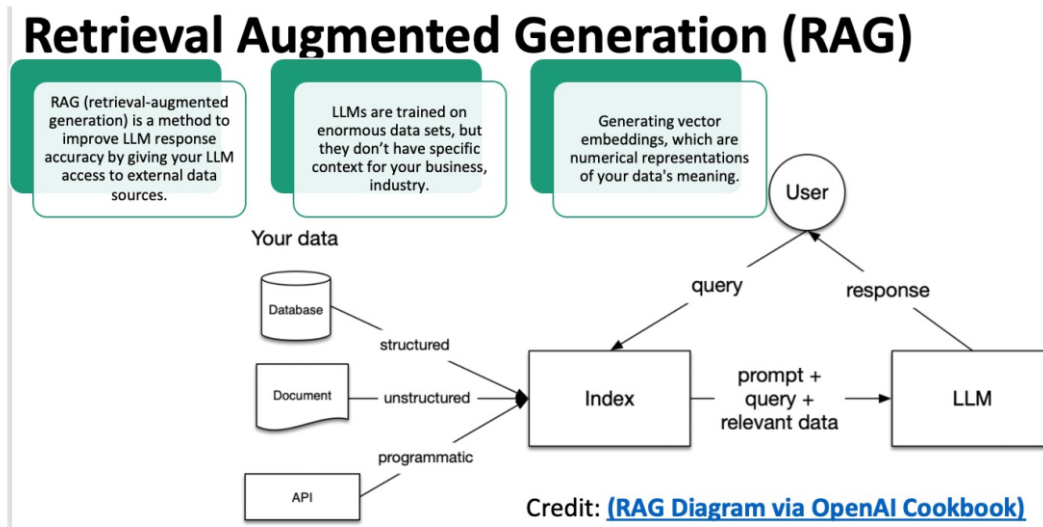 Retrieval Augmented Generation (RAG)
RAG (retrieval-augmented
generation) is a method to
improve LLM response
accuracy by giving your LLM
access to external data
sources.
LLMs are trained on
enormous data sets, but
they don't have specific
context for your business,
industry.
Generating vector
embeddings, which are
numerical representations
of your data's meaning.
User
Your data
query
response
Database
structured
Document
unstructured
Index
prompt +
query +
relevant data
LLM
programmatic
API
Credit: (RAG Diagram via OpenAI Cookbook)